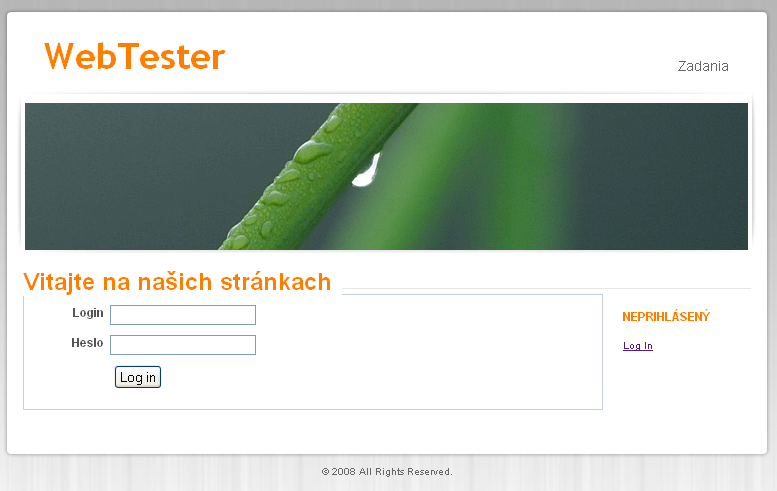 WebTester
Zadania
Vitajte na našich stránkach
Login
Heslo
Log in
NEPRIHLÁSENÝ
Log In
© 2008 All Rights Reserved.